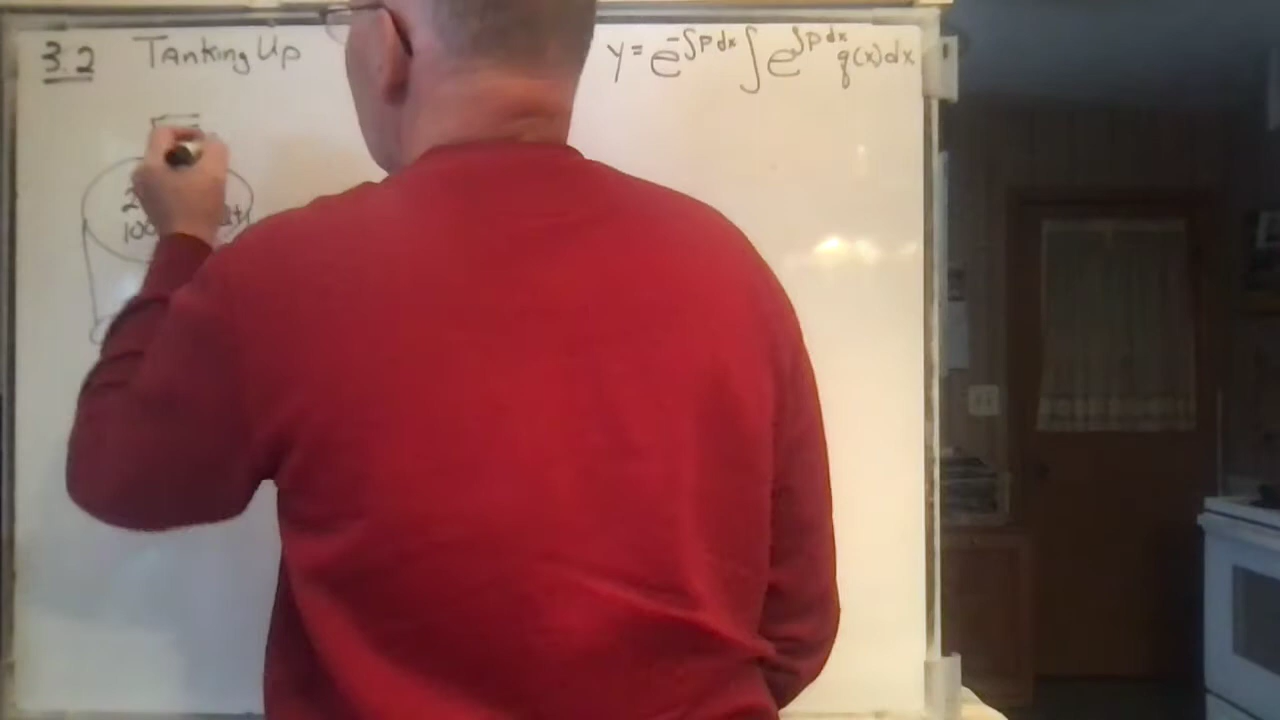 3.2 Tanking Up
y = e^{-∫P dx} ∫ e^{∫P dx} q(x) dx